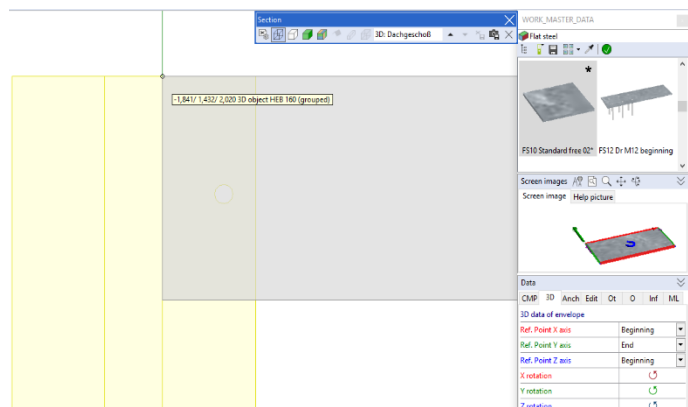 Section
WORK_MASTER_DATA
Flat steel
3D: Dachgeschoß
*
-1,841/ 1,432/ 2,020 3D object HEB 160 (grouped)
FS10 Standard free 02*
FS12 Dr M12 beginning
Screen images
Screen image
Help picture
Data
CMP 3D Anch Edit Ot O Inf ML
3D data of envelope
Ref. Point X axis Beginning
Ref. Point Y axis End
Ref. Point Z axis Beginning
X rotation
Y rotation
Z rotation